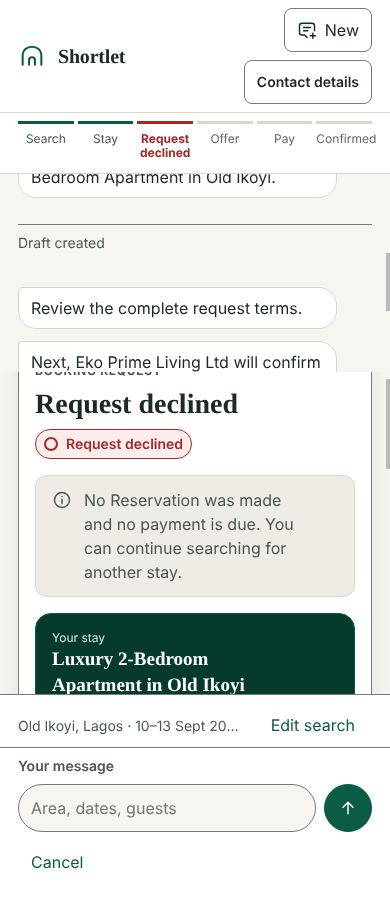 New
Shortlet
Contact details
Search
Stay
Request
declined
Offer
Pay
Confirmed
Bedroom Apartment in Old Ikoyi.
Draft created
Review the complete request terms.
Next, Eko Prime Living Ltd will confirm
BOOKING REQUEST
Request declined
Request declined
No Reservation was made
and no payment is due. You
can continue searching for
another stay.
Your stay
Luxury 2-Bedroom
Apartment in Old Ikoyi
Old Ikoyi, Lagos · 10–13 Sept 20...
Edit search
Your message
Area, dates, guests
Cancel